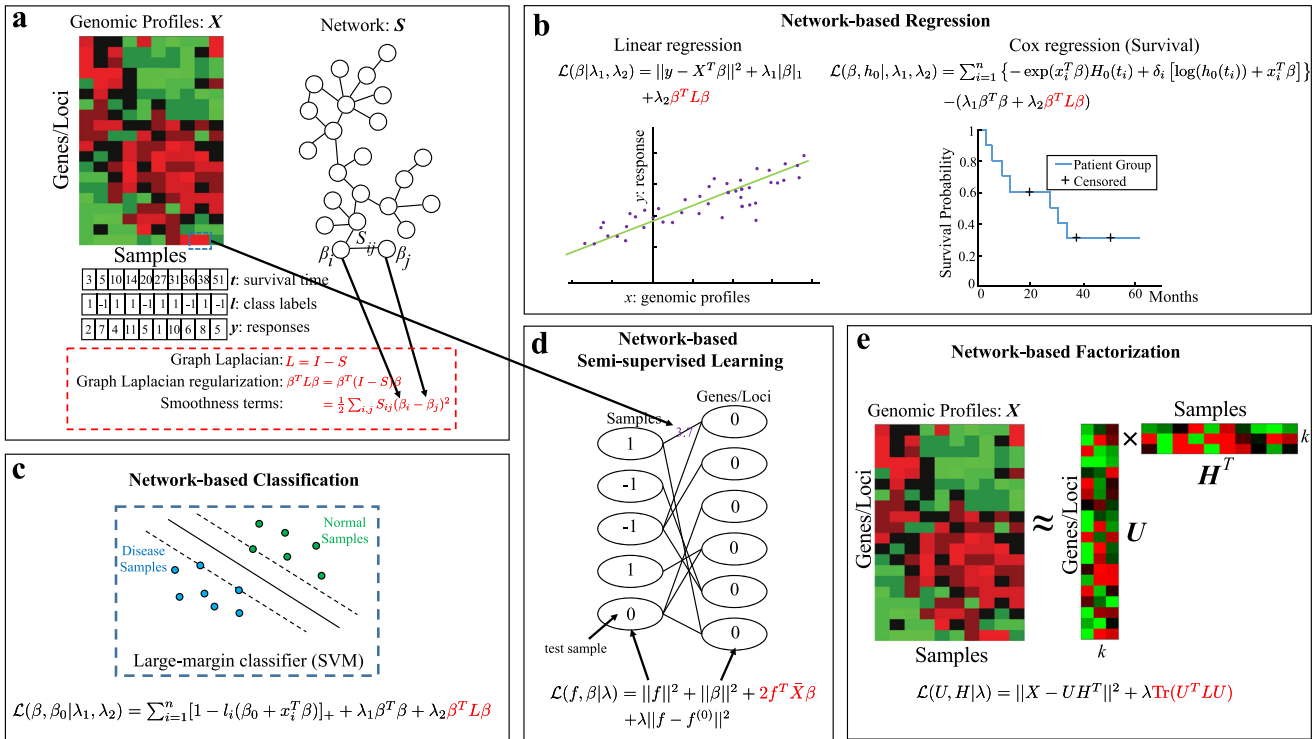 a
Genomic Profiles: X
Network: S
Genes/Loci
Samples
S_{ij}
β_i
β_j
3 5 10 14 20 27 31 36 38 51 t: survival time
1 -1 1 1 -1 1 1 -1 1 -1 l: class labels
2 7 4 11 5 1 10 6 8 5 y: responses
Graph Laplacian: L = I − S
Graph Laplacian regularization: β^T Lβ = β^T (I − S)β
Smoothness terms = ½ ∑_{i,j} S_{ij}(β_i − β_j)^2
b
Network-based Regression
Linear regression
ℒ(β|λ_1, λ_2) = ||y − X^T β||^2 + λ_1|β|_1
+λ_2 β^T Lβ
y: response
x: genomic profiles
Cox regression (Survival)
ℒ(β, h_0|, λ_1, λ_2) = ∑_{i=1}^n {− exp(x_i^T β)H_0(t_i) + δ_i [log(h_0(t_i)) + x_i^T β]}
−(λ_1 β^T β + λ_2 β^T Lβ)
Survival Probability
1
0.8
0.6
0.4
0.2
0
Patient Group
Censored
0 20 40 60 Months
c
Network-based Classification
Normal
Samples
Disease
Samples
Large-margin classifier (SVM)
ℒ(β, β_0|λ_1, λ_2) = ∑_{i=1}^n [1 − l_i(β_0 + x_i^T β)]_+ + λ_1 β^T β + λ_2 β^T Lβ
d
Network-based
Semi-supervised Learning
Samples
Genes/Loci
3.7
1
-1
-1
1
0
0
0
0
0
0
0
test sample
ℒ(f, β|λ) = ||f||^2 + ||β||^2 + 2f^T X̄β
+λ||f − f^{(0)}||^2
e
Network-based Factorization
Genomic Profiles: X
Genes/Loci
Samples
≈
Genes/Loci
k
U
×
Samples
k
H^T
ℒ(U, H|λ) = ||X − UH^T||^2 + λTr(U^T LU)